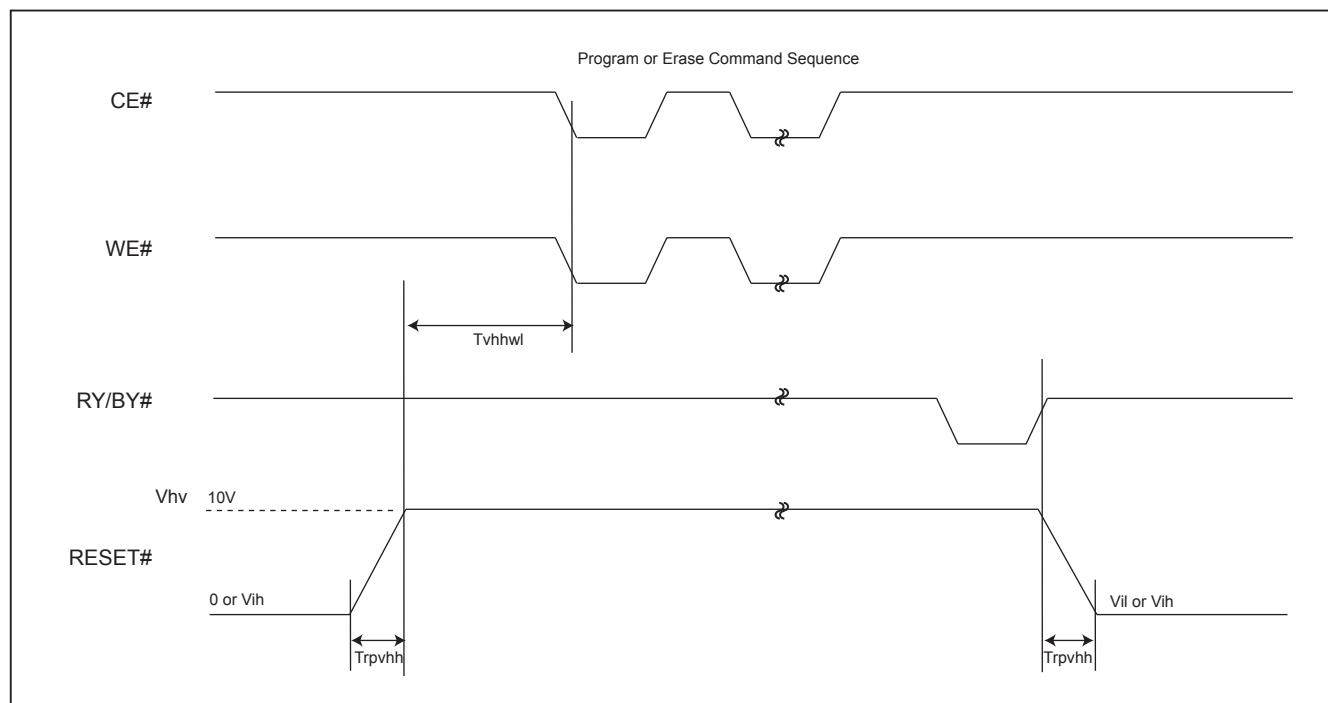 Program or Erase Command Sequence
CE#
WE#
Tvhhwl
RY/BY#
Vhv 10V
RESET#
0 or Vih
Vil or Vih
Trpvhh
Trpvhh